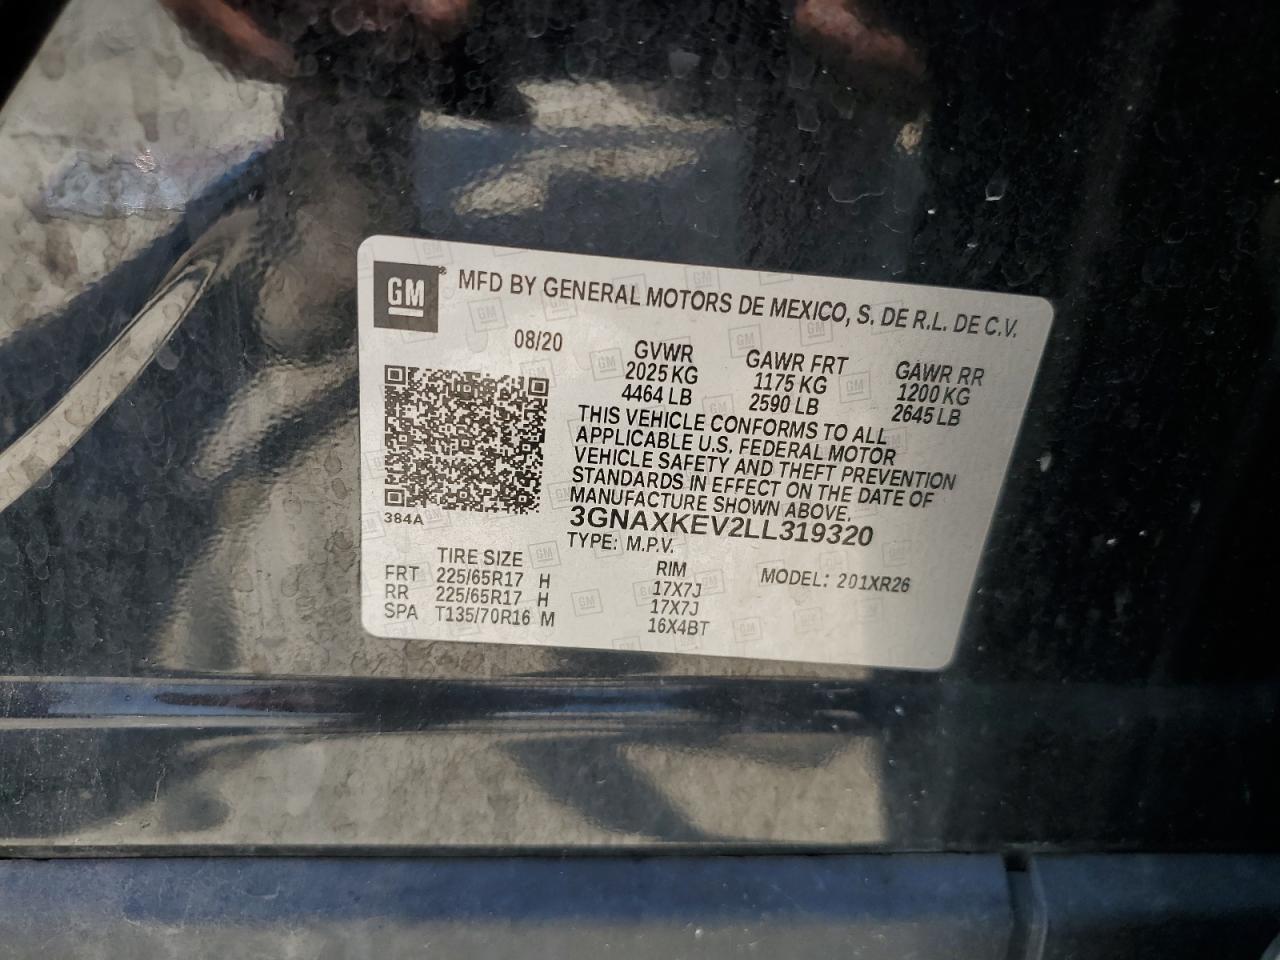 GM® MFD BY GENERAL MOTORS DE MEXICO, S. DE R.L. DE C.V.
08/20
GVWR GAWR FRT GAWR RR
2025 KG 1175 KG 1200 KG
4464 LB 2590 LB 2645 LB
THIS VEHICLE CONFORMS TO ALL
APPLICABLE U.S. FEDERAL MOTOR
VEHICLE SAFETY AND THEFT PREVENTION
STANDARDS IN EFFECT ON THE DATE OF
MANUFACTURE SHOWN ABOVE.
384A
3GNAXKEV2LL319320
TYPE: M.P.V.
TIRE SIZE RIM MODEL: 201XR26
FRT 225/65R17 H 17X7J
RR 225/65R17 H 17X7J
SPA T135/70R16 M 16X4BT